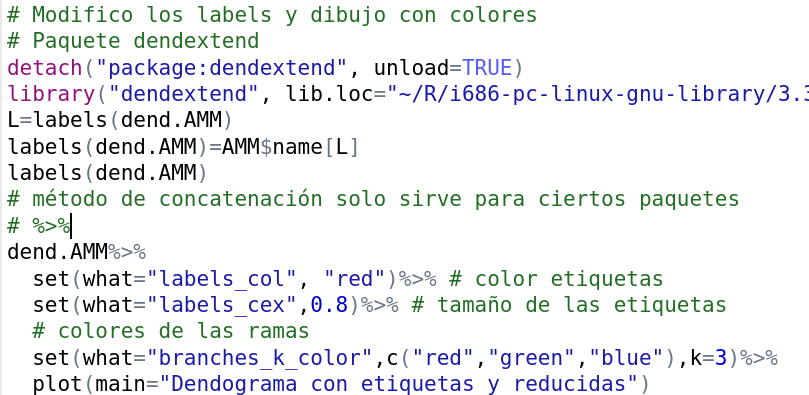 # Modifico los labels y dibujo con colores
# Paquete dendextend
detach("package:dendextend", unload=TRUE)
library("dendextend", lib.loc="~/R/i686-pc-linux-gnu-library/3.3
L=labels(dend.AMM)
labels(dend.AMM)=AMM$name[L]
labels(dend.AMM)
# método de concatenación solo sirve para ciertos paquetes
# %>%
dend.AMM%>%
  set(what="labels_col", "red")%>% # color etiquetas
  set(what="labels_cex",0.8)%>% # tamaño de las etiquetas
  # colores de las ramas
  set(what="branches_k_color",c("red","green","blue"),k=3)%>%
  plot(main="Dendograma con etiquetas y reducidas")